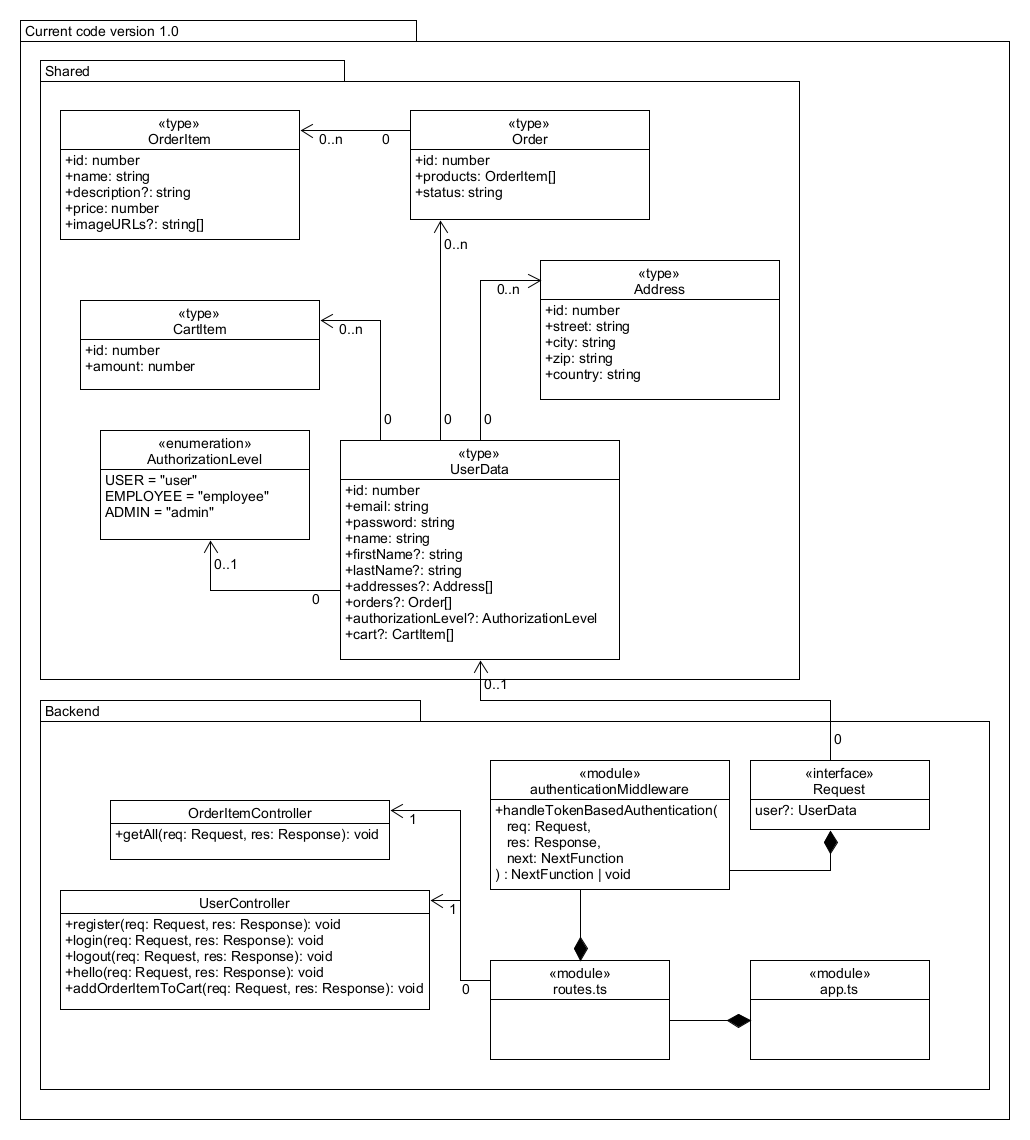 Current code version 1.0
Shared
«type»
OrderItem
+id: number
+name: string
+description?: string
+price: number
+imageURLs?: string[]
0..n
0
«type»
Order
+id: number
+products: OrderItem[]
+status: string
0..n
«type»
Address
+id: number
+street: string
+city: string
+zip: string
+country: string
0..n
«type»
CartItem
+id: number
+amount: number
0..n
0
0
0
«enumeration»
AuthorizationLevel
USER = "user"
EMPLOYEE = "employee"
ADMIN = "admin"
0..1
0
«type»
UserData
+id: number
+email: string
+password: string
+name: string
+firstName?: string
+lastName?: string
+addresses?: Address[]
+orders?: Order[]
+authorizationLevel?: AuthorizationLevel
+cart?: CartItem[]
0..1
Backend
0
«module»
authenticationMiddleware
+handleTokenBasedAuthentication(
req: Request,
res: Response,
next: NextFunction
) : NextFunction | void
«interface»
Request
user?: UserData
OrderItemController
+getAll(req: Request, res: Response): void
1
UserController
+register(req: Request, res: Response): void
+login(req: Request, res: Response): void
+logout(req: Request, res: Response): void
+hello(req: Request, res: Response): void
+addOrderItemToCart(req: Request, res: Response): void
1
0
«module»
routes.ts
«module»
app.ts